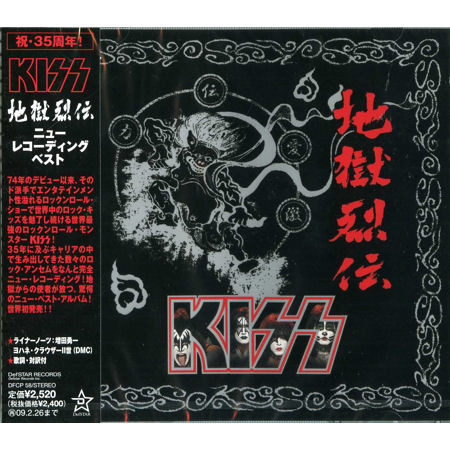 祝・35周年!
KISS
地獄烈伝
ニュー
レコーディング
ベスト
74年のデビュー以来、その
ド派手でエンタテインメン
ト性溢れるロックンロール・
ショーで世界中のロック・キ
ッズを魅了し続ける世界最
強のロックンロール・モン
スターKISS!
35年に及ぶキャリアの中
で生み出してきた数々のロ
ック・アンセムをなんと完全
ニュー・レコーディング!地
獄からの使者が放つ、驚愕
のニュー・ベスト・アルバム!
世界初発売!!
★ライナーノーツ:増田勇一
ヨハネ・クラウザーII世(DMC)
★歌詞・対訳付
DefSTAR RECORDS
DefSTAR Records Inc.
DFCP 58/STEREO
定価¥2,520
(税抜価格¥2,400)
09.2.26まで
DefSTAR
伝
激
地獄烈伝
KISS